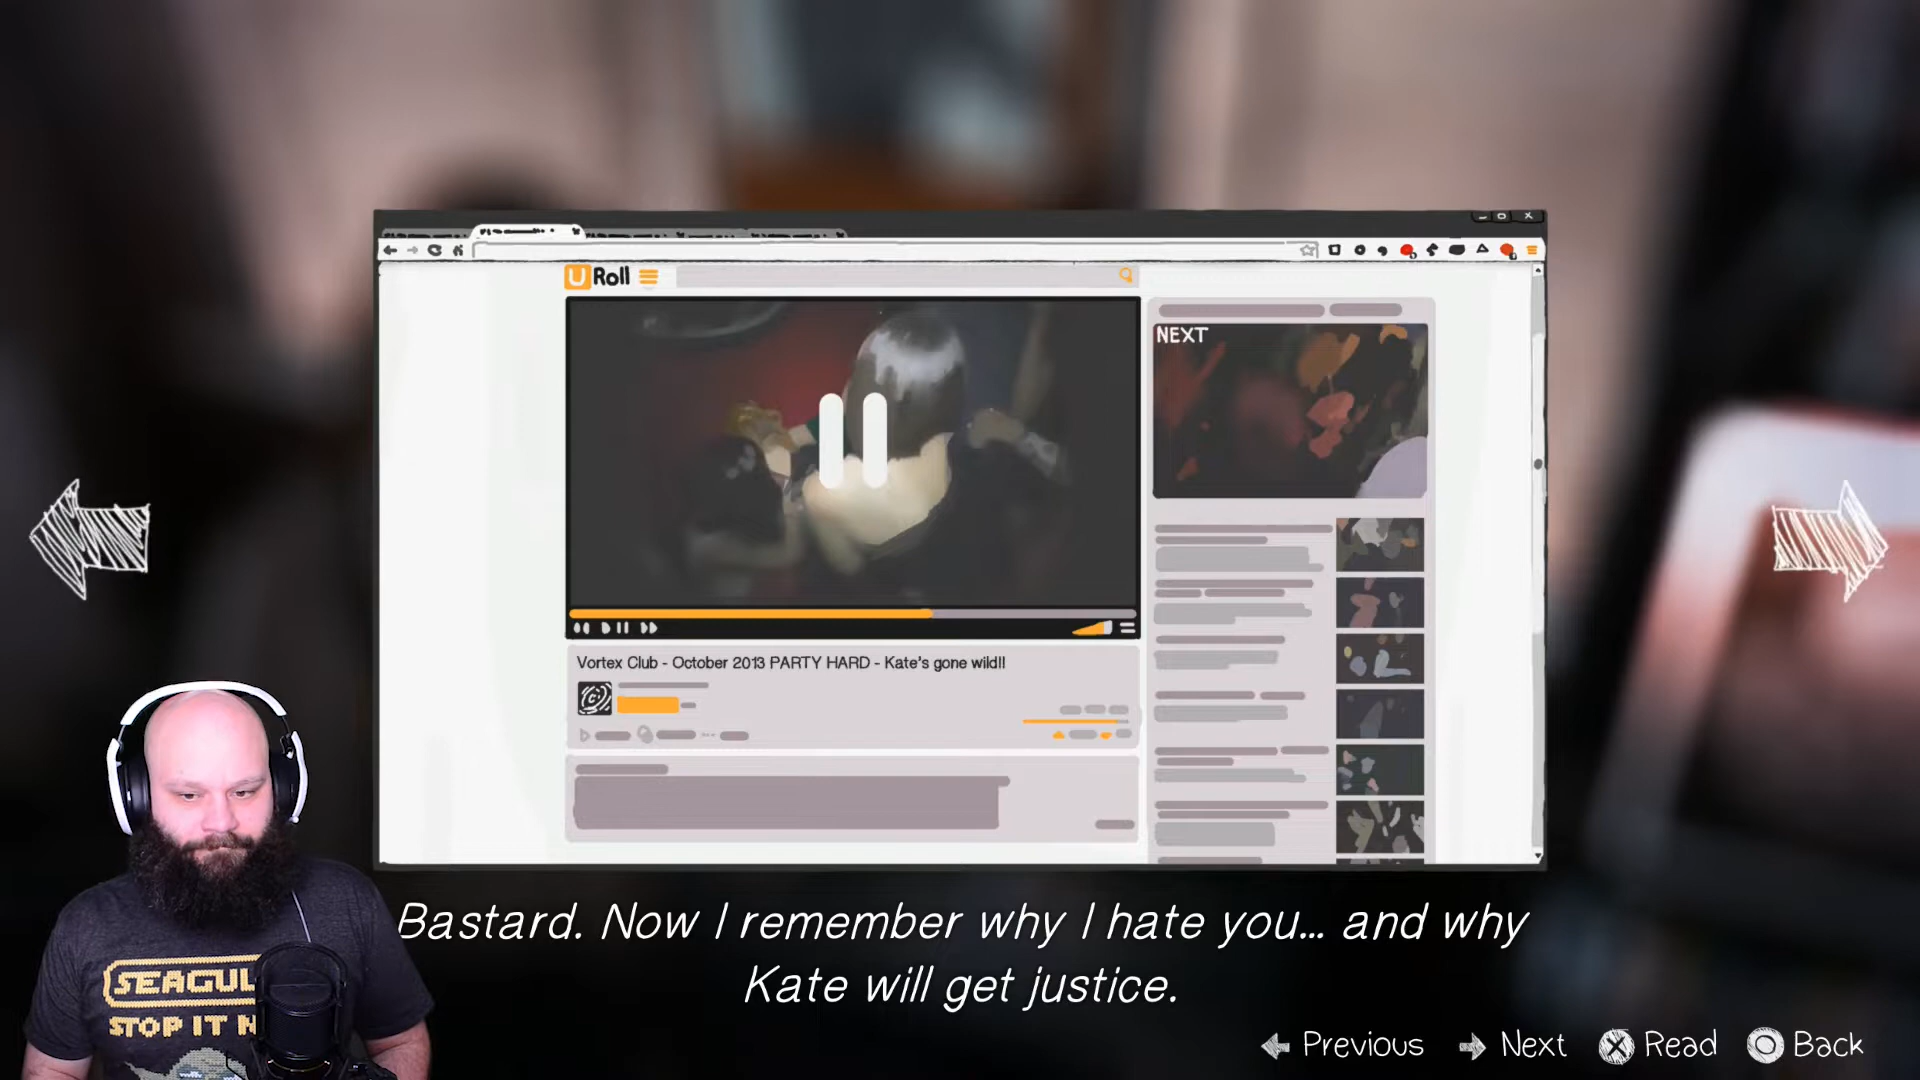 U Roll
NEXT
Vortex Club - October 2013 PARTY HARD - Kate's gone wild!!
SEAGUL
STOP IT N
Bastard. Now I remember why I hate you... and why
Kate will get justice.
Previous Next Read Back